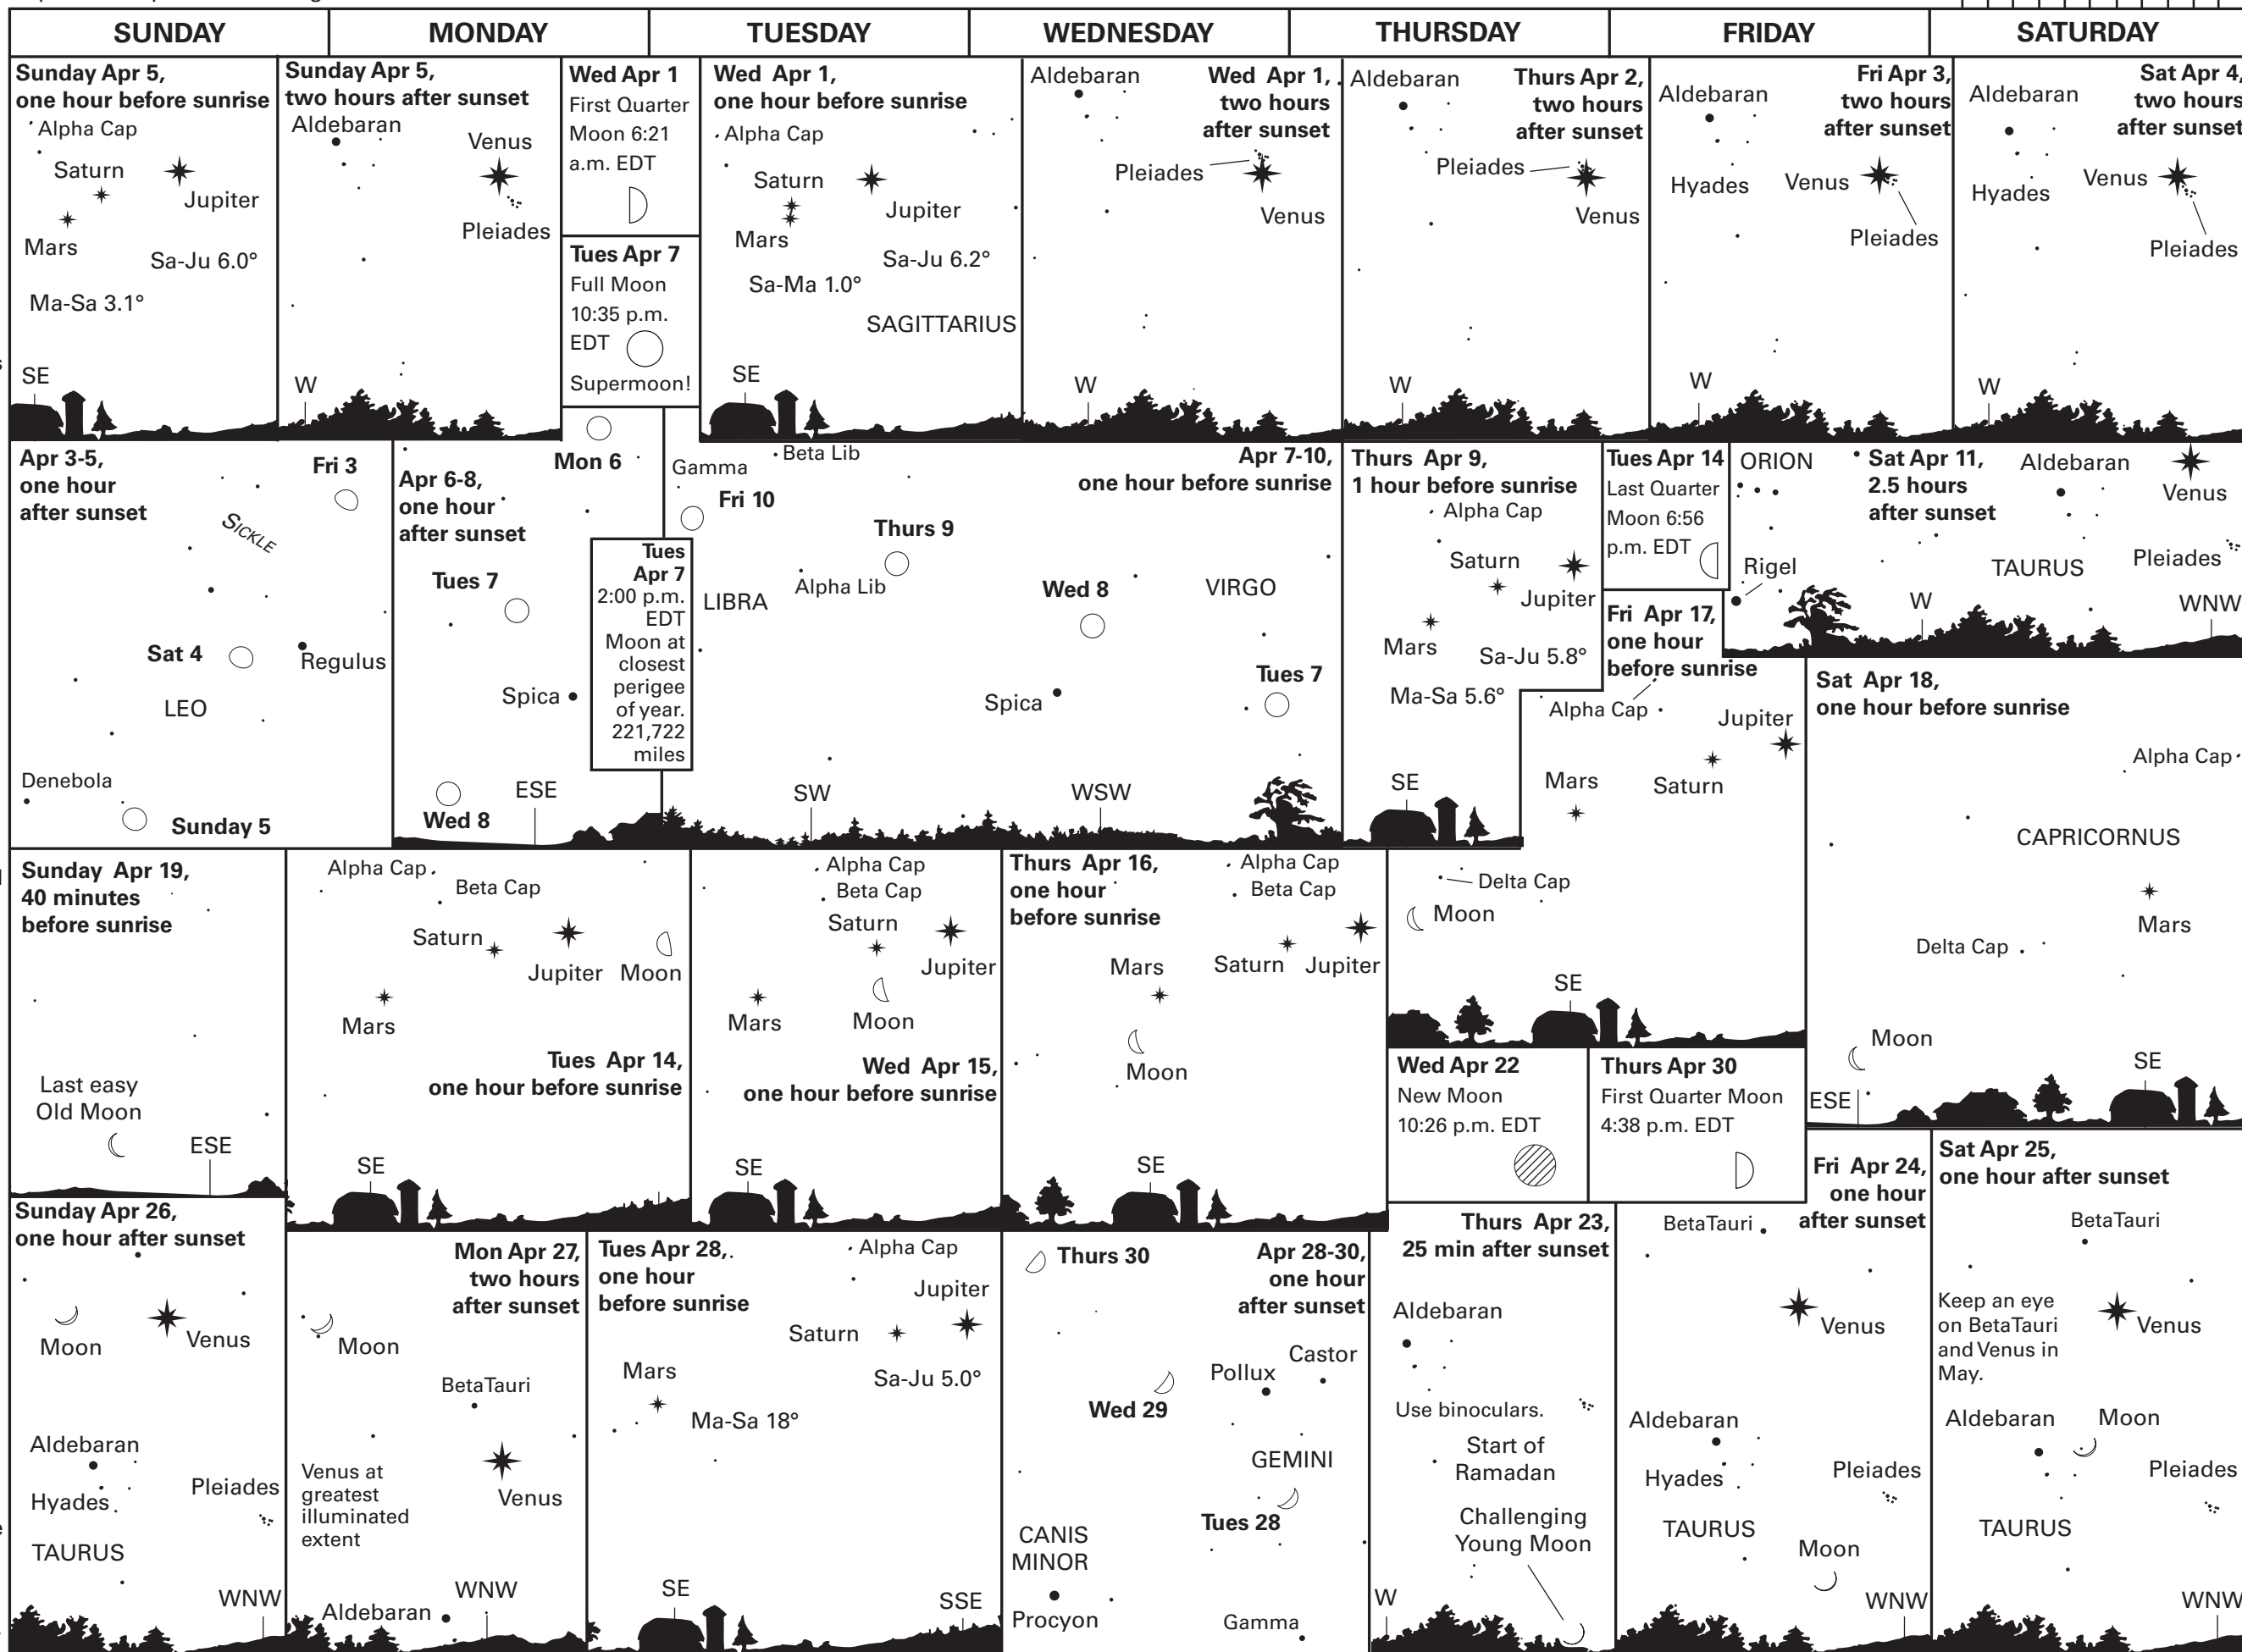 SUNDAY
MONDAY
TUESDAY
WEDNESDAY
THURSDAY
FRIDAY
SATURDAY
Sunday Apr 5,
one hour before sunrise
Alpha Cap
Saturn
Jupiter
Mars
Sa-Ju 6.0°
Ma-Sa 3.1°
SE
Sunday Apr 5,
two hours after sunset
Aldebaran
Venus
Pleiades
W
Wed Apr 1
First Quarter
Moon 6:21
a.m. EDT
Tues Apr 7
Full Moon
10:35 p.m.
EDT
Supermoon!
Wed Apr 1,
one hour before sunrise
Alpha Cap
Saturn
Jupiter
Mars
Sa-Ju 6.2°
Sa-Ma 1.0°
SAGITTARIUS
SE
Aldebaran
Wed Apr 1,
two hours
after sunset
Pleiades
Venus
W
Aldebaran
Thurs Apr 2,
two hours
after sunset
Pleiades
Venus
W
Fri Apr 3,
Aldebaran
two hours
after sunset
Hyades
Venus
Pleiades
W
Sat Apr 4,
Aldebaran
two hours
after sunset
Hyades
Venus
Pleiades
W
Apr 3-5,
one hour
after sunset
Fri 3
SICKLE
Sat 4
Regulus
LEO
Denebola
Sunday 5
Mon 6
Apr 6-8,
one hour
after sunset
Tues 7
Spica
Wed 8
ESE
Tues
Apr 7
2:00 p.m.
EDT
Moon at
closest
perigee
of year.
221,722
miles
Beta Lib
Gamma
Apr 7-10,
one hour before sunrise
Fri 10
Thurs 9
Alpha Lib
LIBRA
Wed 8
VIRGO
Tues 7
Spica
SW
WSW
Thurs Apr 9,
1 hour before sunrise
Alpha Cap
Saturn
Jupiter
Mars
Sa-Ju 5.8°
Ma-Sa 5.6°
SE
Tues Apr 14
Last Quarter
Moon 6:56
p.m. EDT
ORION
Sat Apr 11,
2.5 hours
after sunset
Aldebaran
Venus
Pleiades
Rigel
TAURUS
W
WNW
Fri Apr 17,
one hour
before sunrise
Alpha Cap
Jupiter
Mars
Saturn
Delta Cap
Moon
SE
Sat Apr 18,
one hour before sunrise
Alpha Cap
CAPRICORNUS
Mars
Delta Cap
Moon
SE
ESE
Sunday Apr 19,
40 minutes
before sunrise
Last easy
Old Moon
ESE
Alpha Cap
Beta Cap
Saturn
Jupiter
Moon
Mars
Tues Apr 14,
one hour before sunrise
SE
Alpha Cap
Beta Cap
Saturn
Jupiter
Mars
Moon
Wed Apr 15,
one hour before sunrise
SE
Thurs Apr 16,
one hour
before sunrise
Alpha Cap
Beta Cap
Mars
Saturn
Jupiter
Moon
SE
Wed Apr 22
New Moon
10:26 p.m. EDT
Thurs Apr 30
First Quarter Moon
4:38 p.m. EDT
Sunday Apr 26,
one hour after sunset
Moon
Venus
Aldebaran
Pleiades
Hyades
TAURUS
WNW
Mon Apr 27,
two hours
after sunset
Moon
Beta Tauri
Venus at
greatest
illuminated
extent
Venus
WNW
Aldebaran
Tues Apr 28,
one hour
before sunrise
Alpha Cap
Jupiter
Saturn
Sa-Ju 5.0°
Mars
Ma-Sa 18°
SE
SSE
Thurs 30
Apr 28-30,
one hour
after sunset
Castor
Pollux
Wed 29
GEMINI
Tues 28
CANIS
MINOR
Procyon
Gamma
Thurs Apr 23,
25 min after sunset
Aldebaran
Use binoculars.
Start of
Ramadan
Challenging
Young Moon
W
Fri Apr 24,
one hour
after sunset
Beta Tauri
Venus
Aldebaran
Hyades
Pleiades
TAURUS
Moon
WNW
Sat Apr 25,
one hour after sunset
Beta Tauri
Keep an eye
on Beta Tauri
and Venus in
May.
Venus
Aldebaran
Moon
Pleiades
TAURUS
WNW